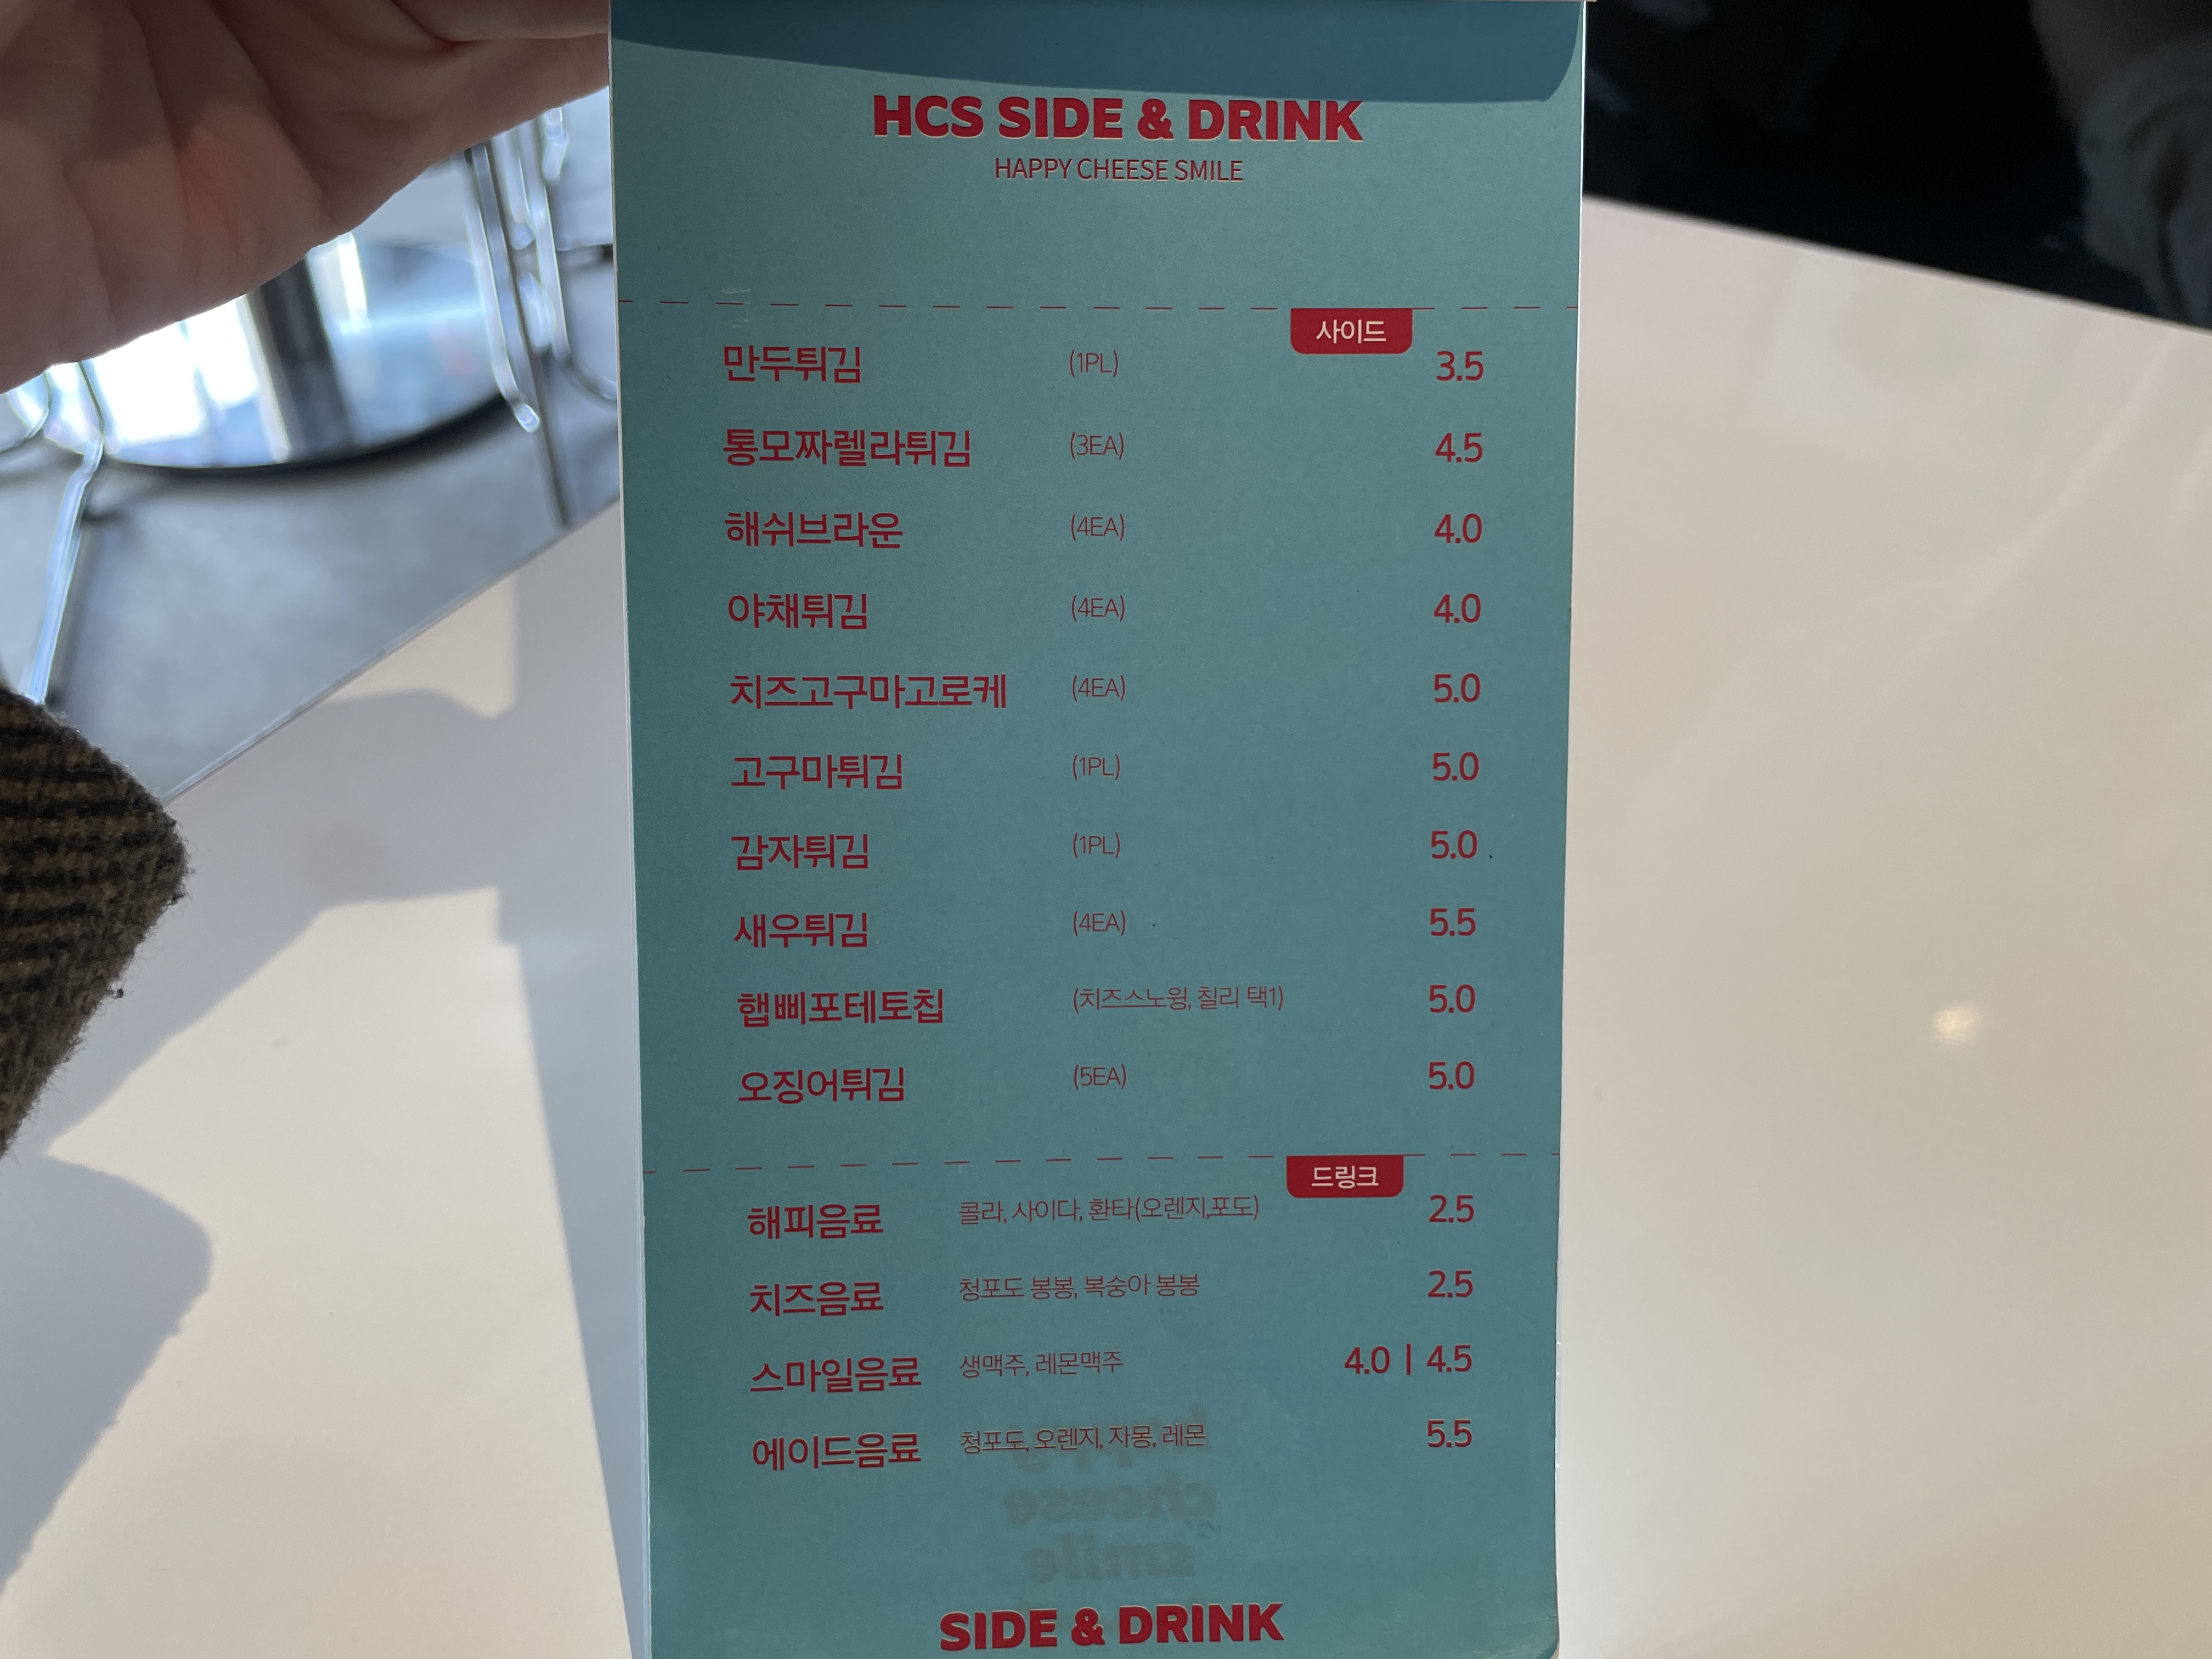 HCS SIDE & DRINK
HAPPY CHEESE SMILE
사이드
만두튀김 (1PL) 3.5
통모짜렐라튀김 (3EA) 4.5
해쉬브라운 (4EA) 4.0
야채튀김 (4EA) 4.0
치즈고구마고로케 (4EA) 5.0
고구마튀김 (1PL) 5.0
감자튀김 (1PL) 5.0
새우튀김 (4EA) 5.5
햅삐포테토칩 (치즈스노윙, 칠리 택1) 5.0
오징어튀김 (5EA) 5.0
드링크
해피음료 콜라, 사이다, 환타(오렌지,포도) 2.5
치즈음료 청포도 봉봉, 복숭아 봉봉 2.5
스마일음료 생맥주, 레몬맥주 4.0 | 4.5
에이드음료 청포도, 오렌지, 자몽, 레몬 5.5
cheese
smile
SIDE & DRINK